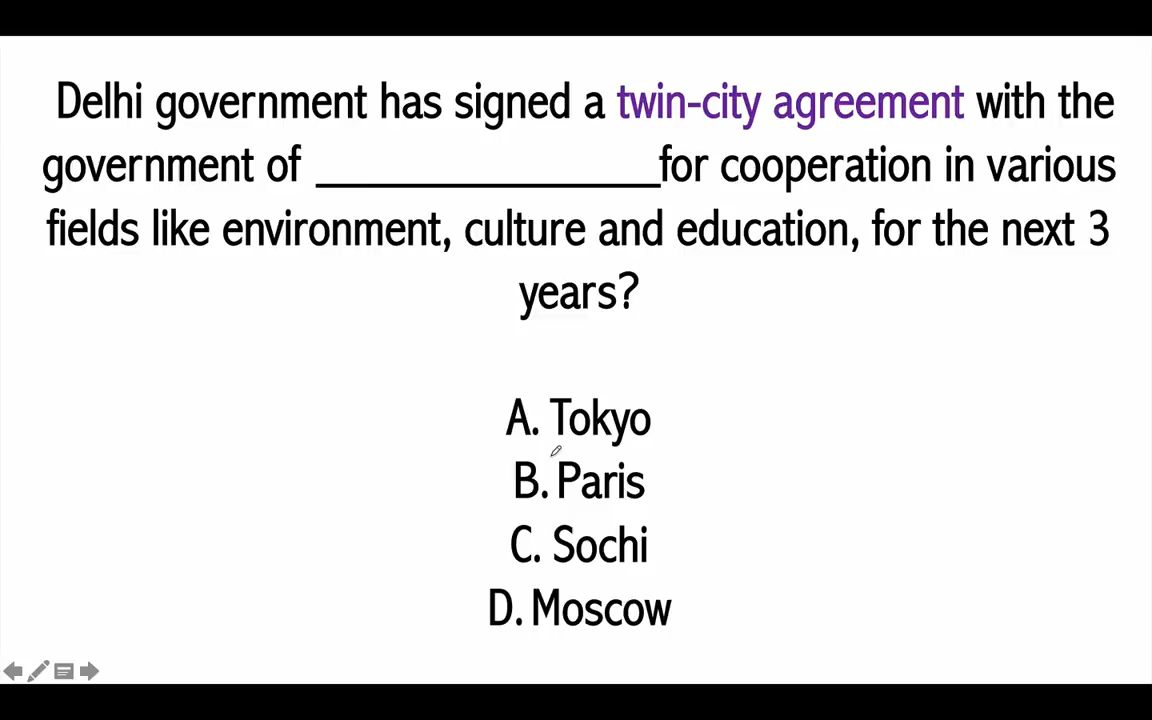 Delhi government has signed a twin-city agreement with the
government of ________________for cooperation in various
fields like environment, culture and education, for the next 3
years?
A. Tokyo
B. Paris
C. Sochi
D. Moscow